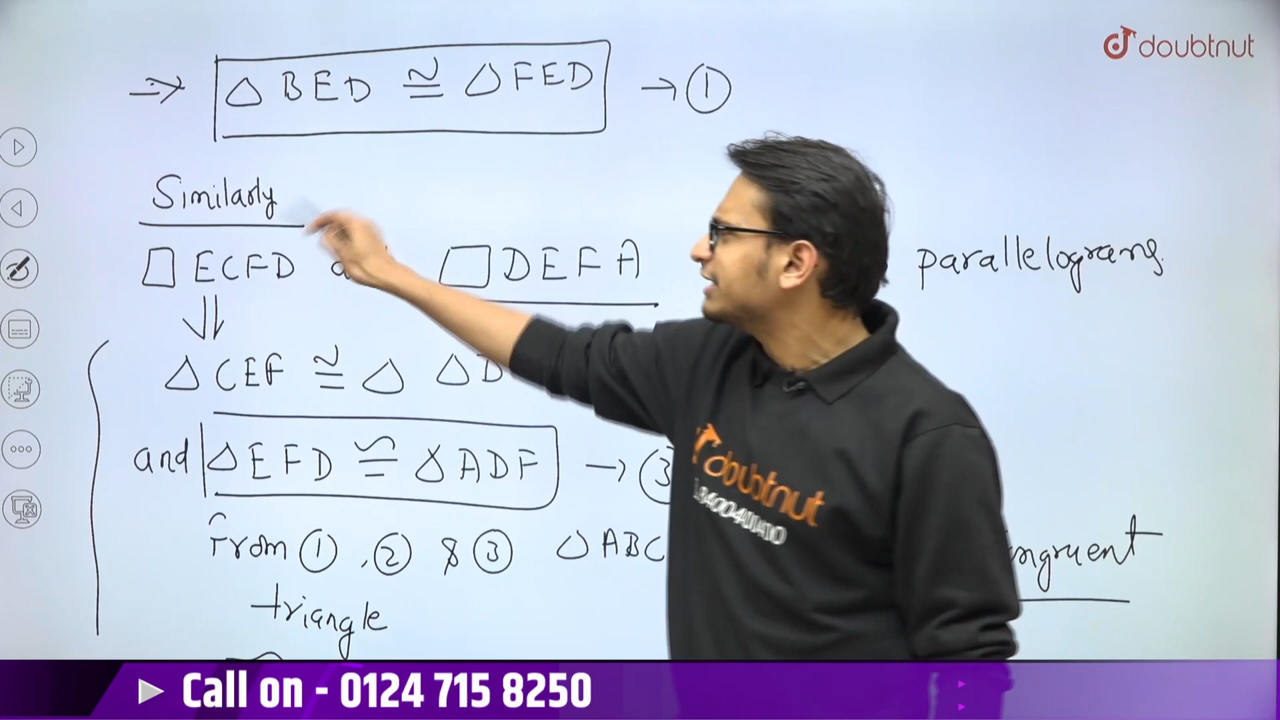 doubtnut
⇒ △BED ≅ △FED → ①
Similarly
▱ ECFD ▱ DEFA parallelograms
⇓
△CEF ≅ △ △D
and △EFD ≅ △ADF → ③
from ① , ② & ③ △ABC
triangle
doubtnut
Call on - 0124 715 8250